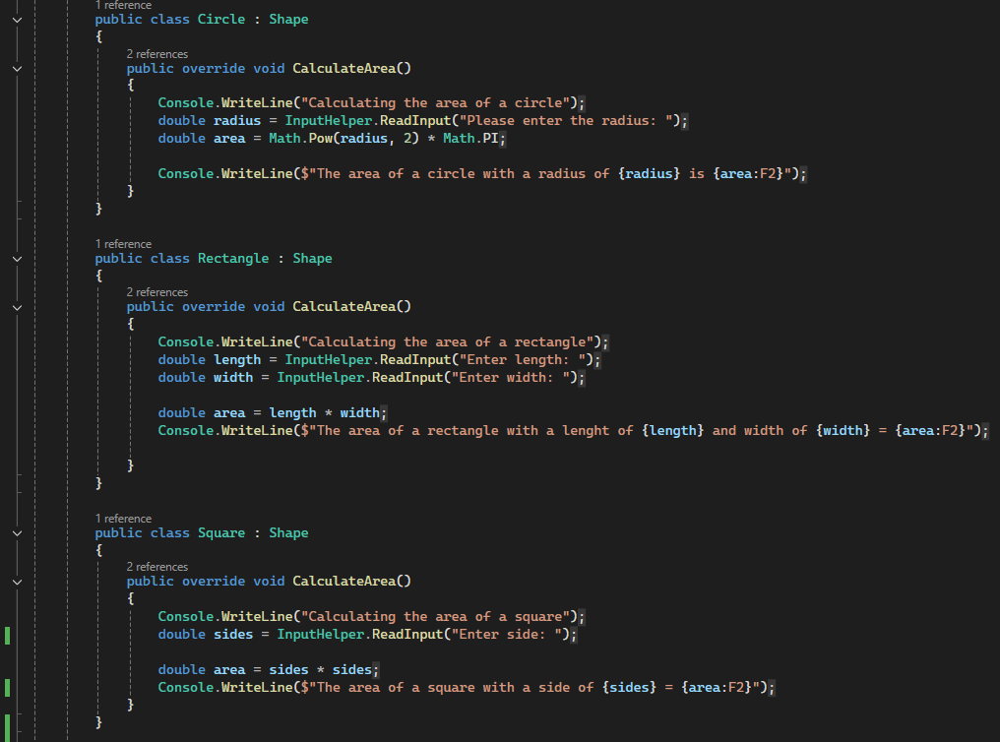 1 reference
public class Circle : Shape
{
2 references
public override void CalculateArea()
{
Console.WriteLine("Calculating the area of a circle");
double radius = InputHelper.ReadInput("Please enter the radius: ");
double area = Math.Pow(radius, 2) * Math.PI;
Console.WriteLine($"The area of a circle with a radius of {radius} is {area:F2}");
}
}
1 reference
public class Rectangle : Shape
{
2 references
public override void CalculateArea()
{
Console.WriteLine("Calculating the area of a rectangle");
double length = InputHelper.ReadInput("Enter length: ");
double width = InputHelper.ReadInput("Enter width: ");
double area = length * width;
Console.WriteLine($"The area of a rectangle with a lenght of {length} and width of {width} = {area:F2}");
}
}
1 reference
public class Square : Shape
{
2 references
public override void CalculateArea()
{
Console.WriteLine("Calculating the area of a square");
double sides = InputHelper.ReadInput("Enter side: ");
double area = sides * sides;
Console.WriteLine($"The area of a square with a side of {sides} = {area:F2}");
}
}